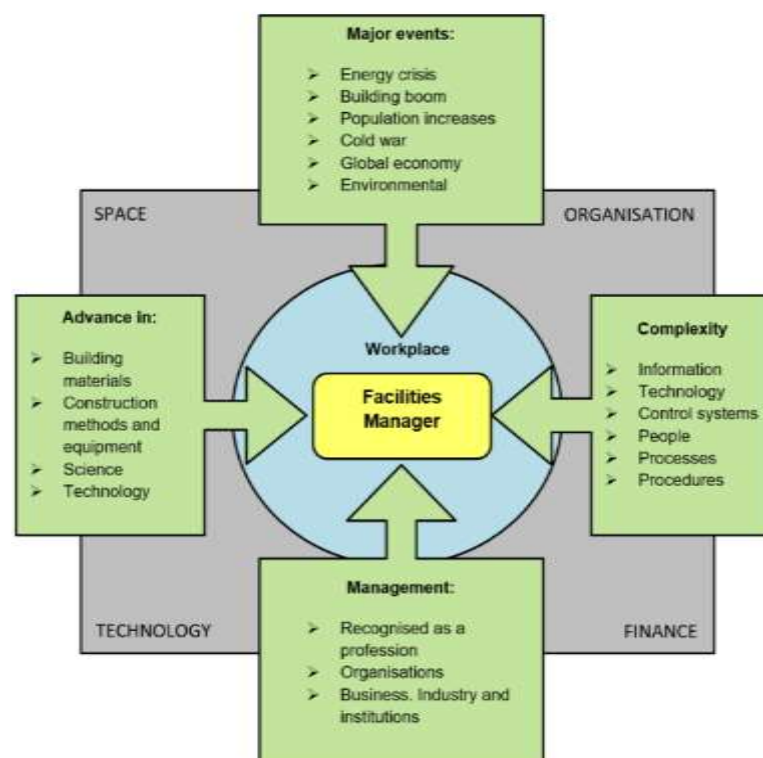 Major events:
➢ Energy crisis
➢ Building boom
➢ Population increases
➢ Cold war
➢ Global economy
➢ Environmental
SPACE
ORGANISATION
Advance in:
➢ Building
materials
➢ Construction
methods and
equipment
➢ Science
➢ Technology
Workplace
Facilities
Manager
Complexity
➢ Information
➢ Technology
➢ Control systems
➢ People
➢ Processes
➢ Procedures
Management:
➢ Recognised as a
profession
➢ Organisations
➢ Business. Industry and
institutions
TECHNOLOGY
FINANCE